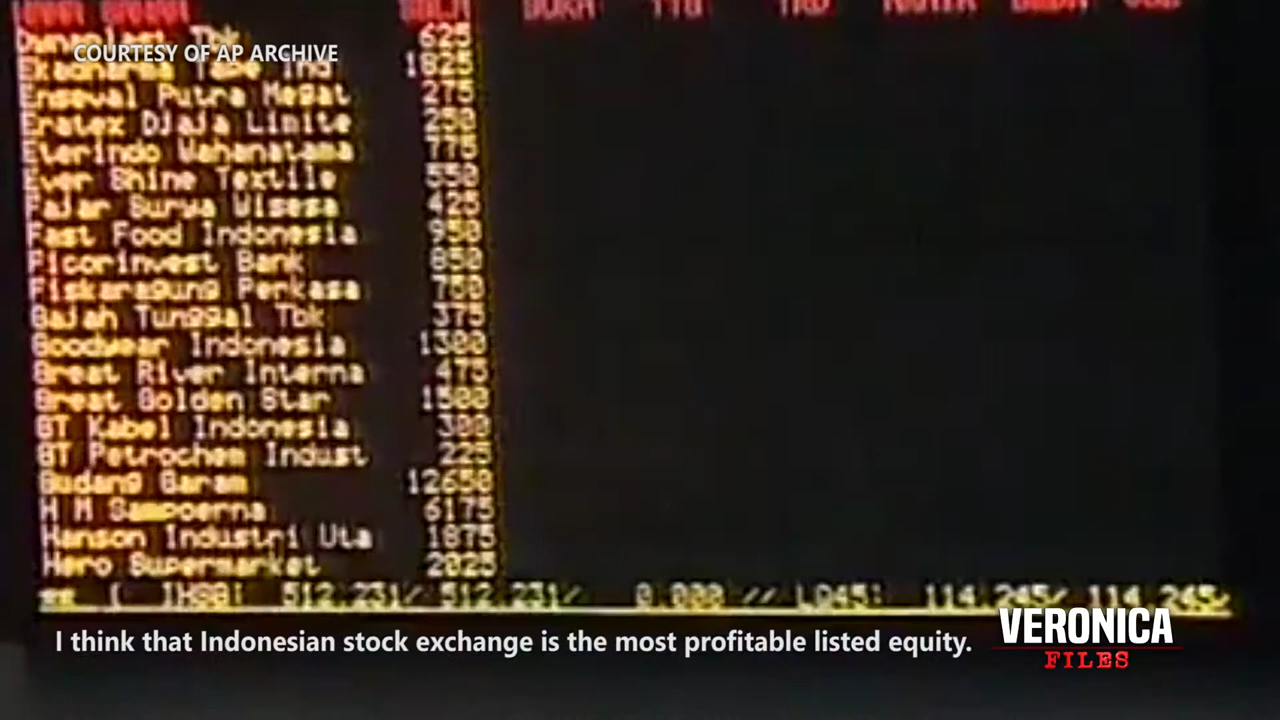 COURTESY OF AP ARCHIVE
Dynaplast Tbk 625
Ekadharma Tape Ind 1825
Enseval Putra Megat 275
Eratex Djaja Limite 250
Eterindo Wahanatama 775
Ever Shine Textile 550
Fajar Surya Wisesa 425
Fast Food Indonesia 950
Ficorinvest Bank 850
Fiskaragung Perkasa 750
Gajah Tunggal Tbk 375
Goodyear Indonesia 1300
Great River Interna 475
Great Golden Star 1500
GT Kabel Indonesia 300
GT Petrochem Indust 225
Gudang Garam 12650
H M Sampoerna 6175
Hanson Industri Uta 1875
Hero Supermarket 2025
IHSG: 512.231/ 512.231/ 0.000 // LQ45: 114.245/ 114.245/
I think that Indonesian stock exchange is the most profitable listed equity.
VERONICA
FILES